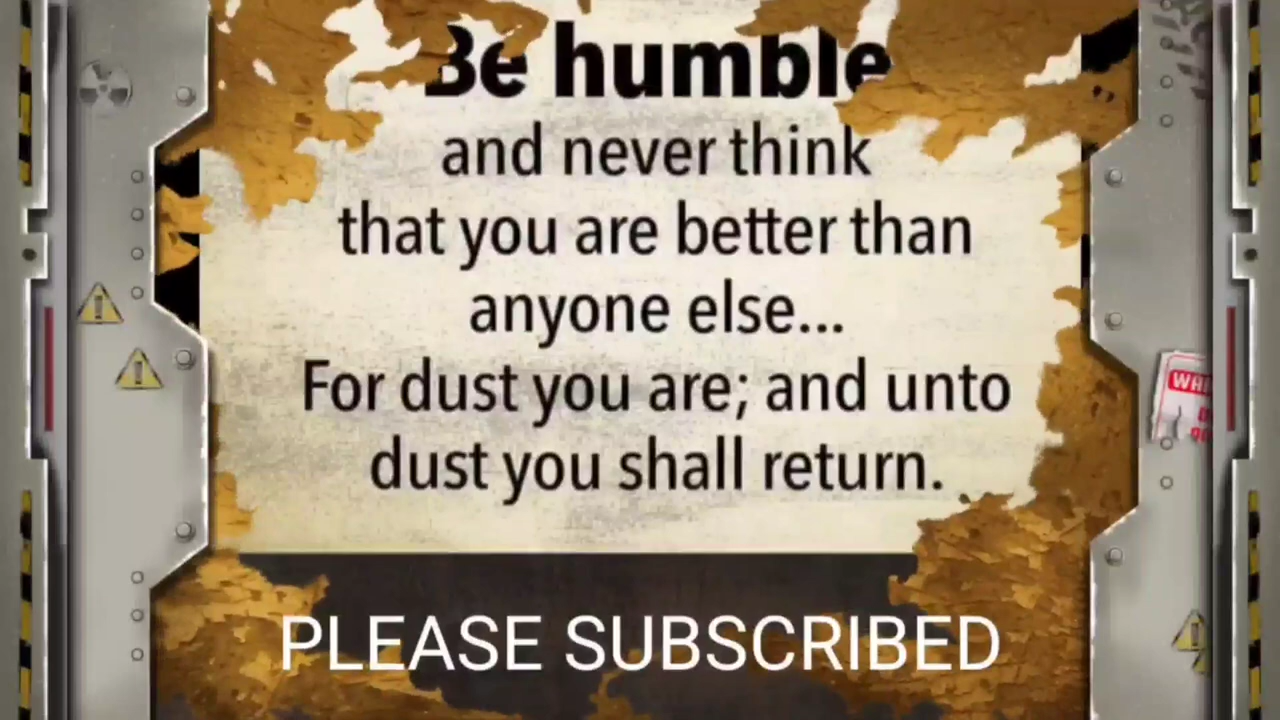 Be humble
and never think
that you are better than
anyone else...
For dust you are; and unto
dust you shall return.
PLEASE SUBSCRIBED